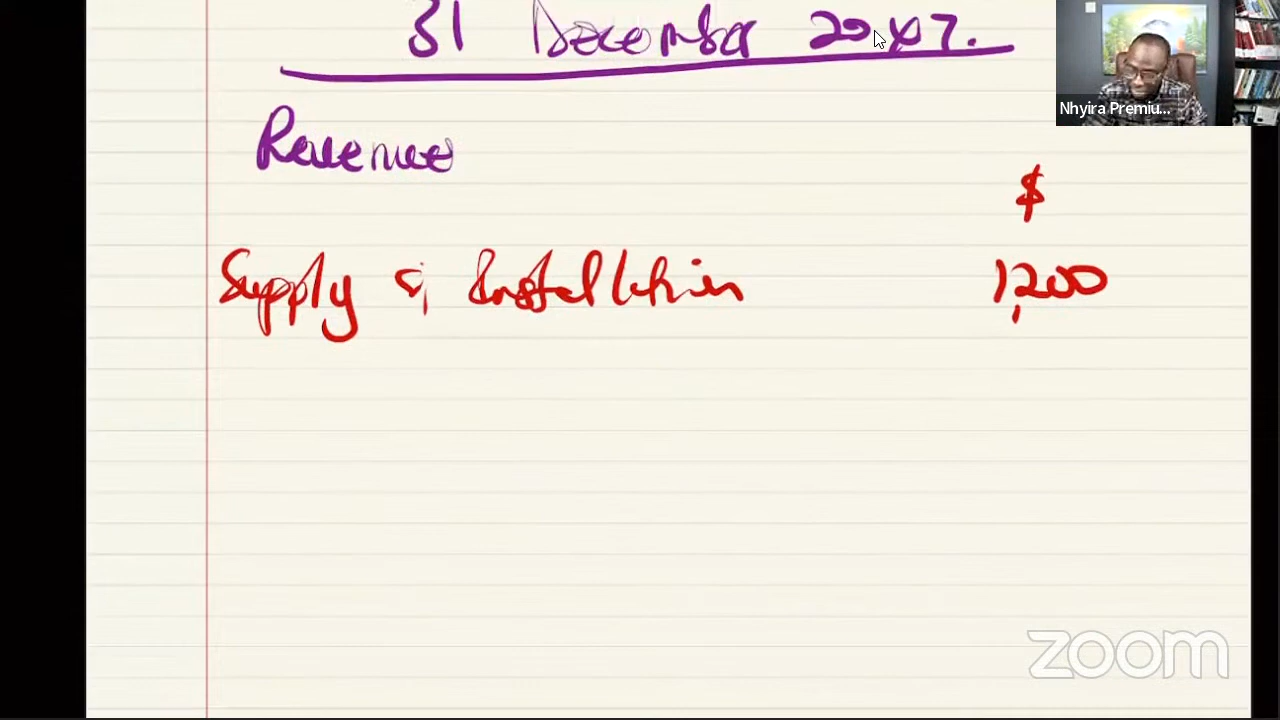 31 December 20x7.
Nhyira Premiu...
Revenue
$
Supply & Installation 1,200
zoom